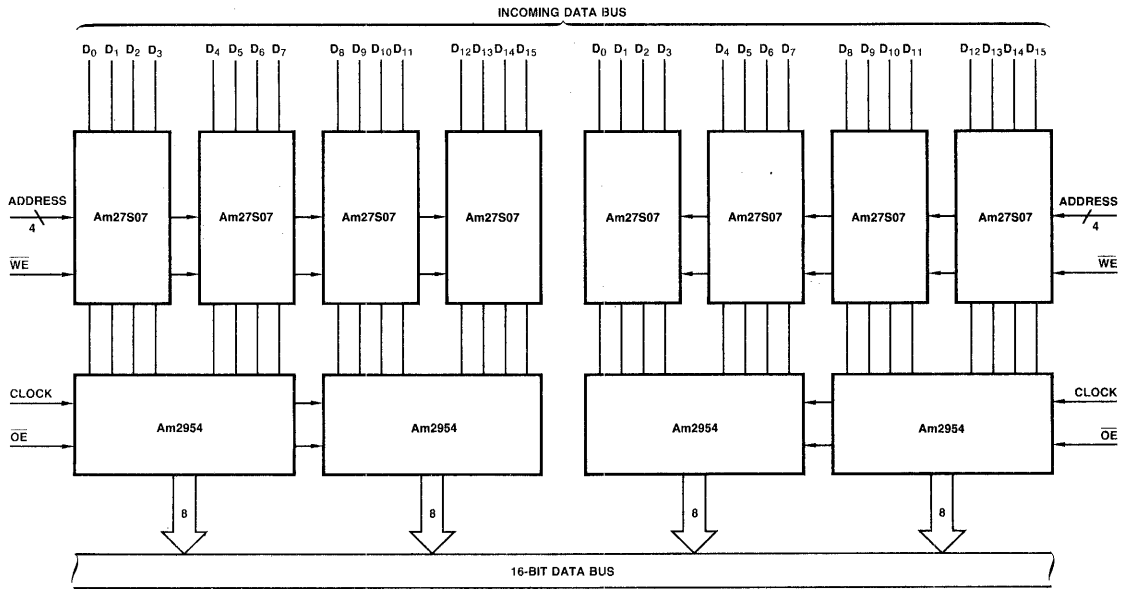 INCOMING DATA BUS
D0 D1 D2 D3 D4 D5 D6 D7 D8 D9 D10 D11 D12 D13 D14 D15 D0 D1 D2 D3 D4 D5 D6 D7 D8 D9 D10 D11 D12 D13 D14 D15
ADDRESS Am27S07 Am27S07 Am27S07 Am27S07 Am27S07 Am27S07 Am27S07 Am27S07 ADDRESS
4 4
WE WE
CLOCK CLOCK
Am2954 Am2954 Am2954 Am2954
OE OE
8 8 8 8
16-BIT DATA BUS